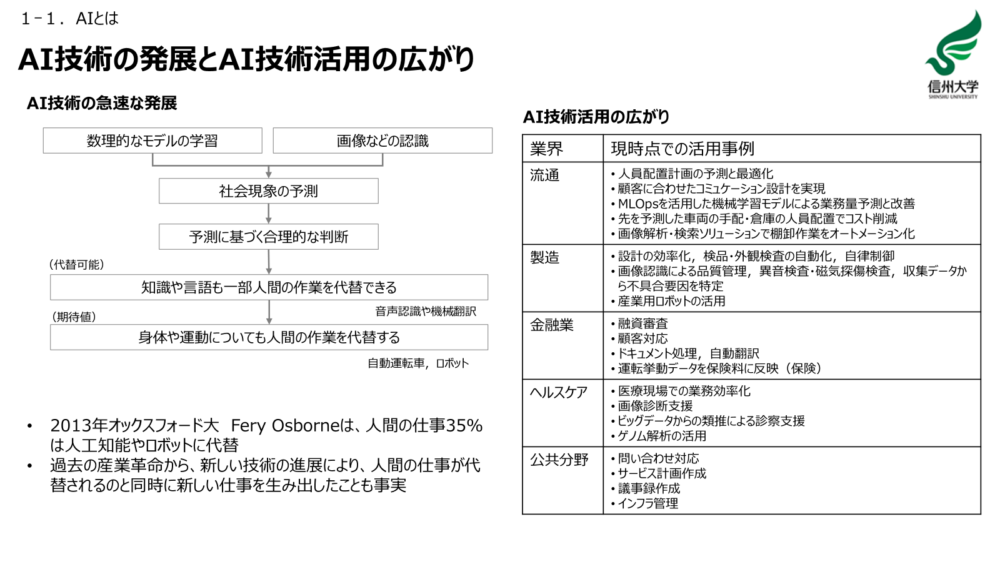 1-1. AIとは
AI技術の発展とAI技術活用の広がり
信州大学
SHINSHU UNIVERSITY
AI技術の急速な発展
数理的なモデルの学習
画像などの認識
社会現象の予測
予測に基づく合理的な判断
（代替可能）
知識や言語も一部人間の作業を代替できる
音声認識や機械翻訳
（期待値）
身体や運動についても人間の作業を代替する
自動運転車，ロボット
• 2013年オックスフォード大　Fery Osborneは、人間の仕事35%
は人工知能やロボットに代替
• 過去の産業革命から、新しい技術の進展により、人間の仕事が代
替されるのと同時に新しい仕事を生み出したことも事実
AI技術活用の広がり
業界 現時点での活用事例
流通
• 人員配置計画の予測と最適化
• 顧客に合わせたコミュケーション設計を実現
• MLOpsを活用した機械学習モデルによる業務量予測と改善
• 先を予測した車両の手配・倉庫の人員配置でコスト削減
• 画像解析・検索ソリューションで棚卸作業をオートメーション化
製造
• 設計の効率化，検品・外観検査の自動化，自律制御
• 画像認識による品質管理，異音検査・磁気探傷検査，収集データか
ら不具合要因を特定
• 産業用ロボットの活用
金融業
• 融資審査
• 顧客対応
• ドキュメント処理，自動翻訳
• 運転挙動データを保険料に反映（保険）
ヘルスケア
• 医療現場での業務効率化
• 画像診断支援
• ビッグデータからの類推による診察支援
• ゲノム解析の活用
公共分野
• 問い合わせ対応
• サービス計画作成
• 議事録作成
• インフラ管理